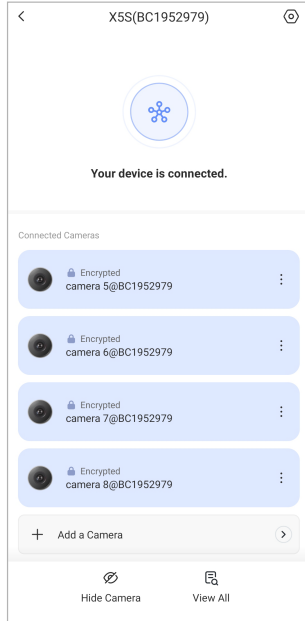 X5S(BC1952979)
Your device is connected.
Connected Cameras
Encrypted
camera 5@BC1952979
Encrypted
camera 6@BC1952979
Encrypted
camera 7@BC1952979
Encrypted
camera 8@BC1952979
Add a Camera
Hide Camera View All